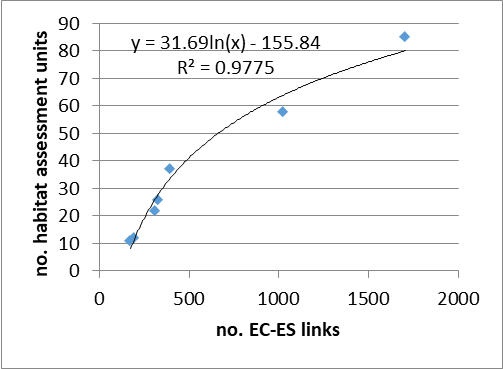 y = 31.69ln(x) - 155.84
R² = 0.9775
no. habitat assessment units
90
80
70
60
50
40
30
20
10
0
0 500 1000 1500 2000
no. EC-ES links